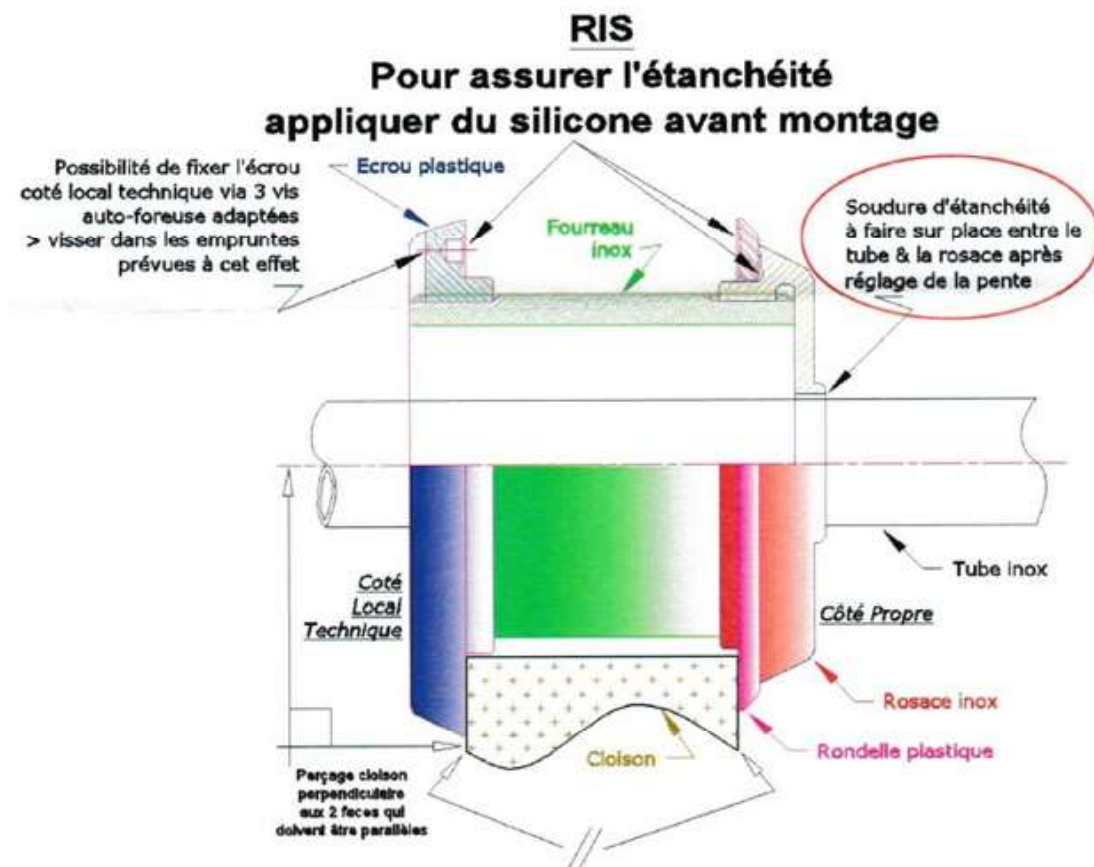 RIS
Pour assurer l'étanchéité
appliquer du silicone avant montage
Possibilité de fixer l'écrou
coté local technique via 3 vis
auto-foreuse adaptées
> visser dans les empruntes
prévues à cet effet
Ecrou plastique
Fourreau
inox
Soudure d'étanchéité
à faire sur place entre le
tube & la rosace après
réglage de la pente
Coté
Local
Technique
Tube inox
Côté Propre
Rosace inox
Rondelle plastique
Cloison
Perçage cloison
perpendiculaire
aux 2 faces qui
doivent être parallèles